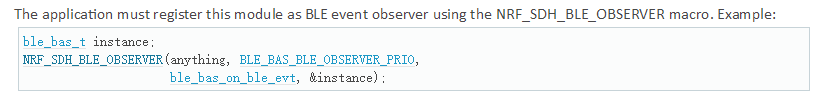 The application must register this module as BLE event observer using the NRF_SDH_BLE_OBSERVER macro. Example:
ble_bas_t instance;
NRF_SDH_BLE_OBSERVER(anything, BLE_BAS_BLE_OBSERVER_PRIO,
ble_bas_on_ble_evt, &instance);